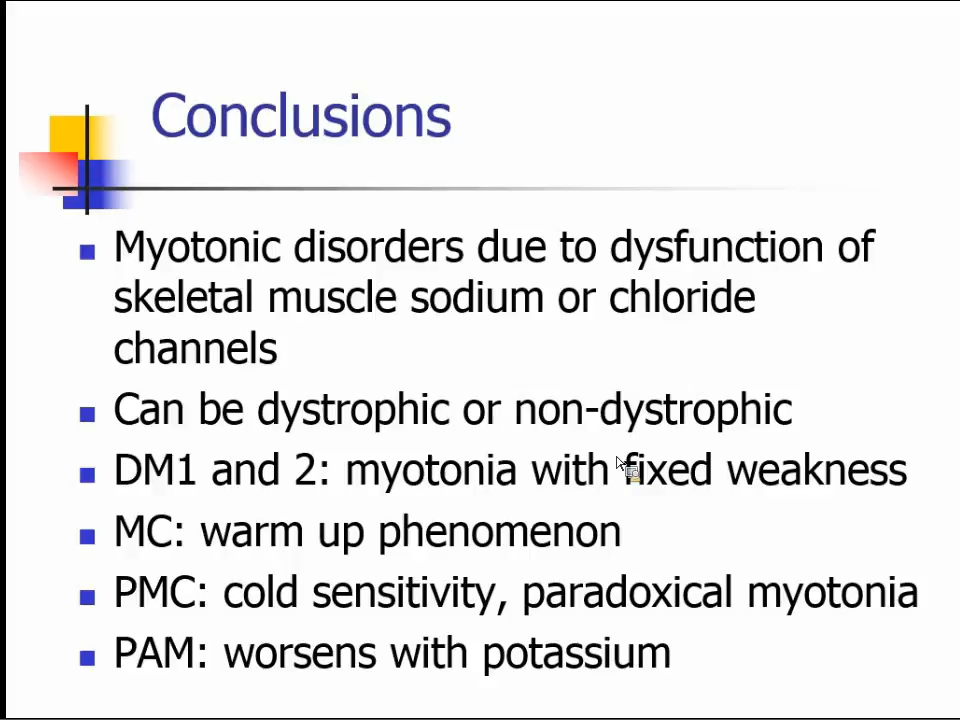 Conclusions
Myotonic disorders due to dysfunction of
skeletal muscle sodium or chloride
channels
Can be dystrophic or non-dystrophic
DM1 and 2: myotonia with fixed weakness
MC: warm up phenomenon
PMC: cold sensitivity, paradoxical myotonia
PAM: worsens with potassium